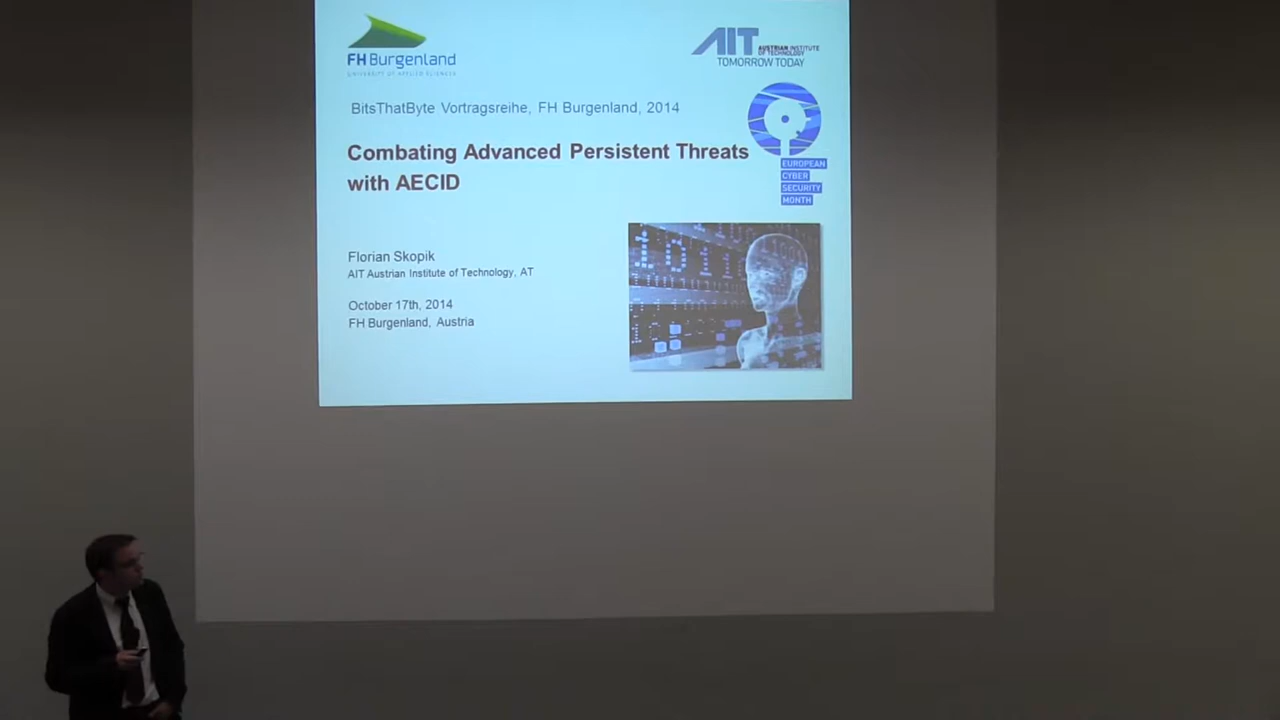 FH Burgenland
UNIVERSITY OF APPLIED SCIENCES
AIT
AUSTRIAN INSTITUTE
OF TECHNOLOGY
TOMORROW TODAY
BitsThatByte Vortragsreihe, FH Burgenland, 2014
Combating Advanced Persistent Threats
with AECID
EUROPEAN
CYBER
SECURITY
MONTH
Florian Skopik
AIT Austrian Institute of Technology, AT
October 17th, 2014
FH Burgenland, Austria